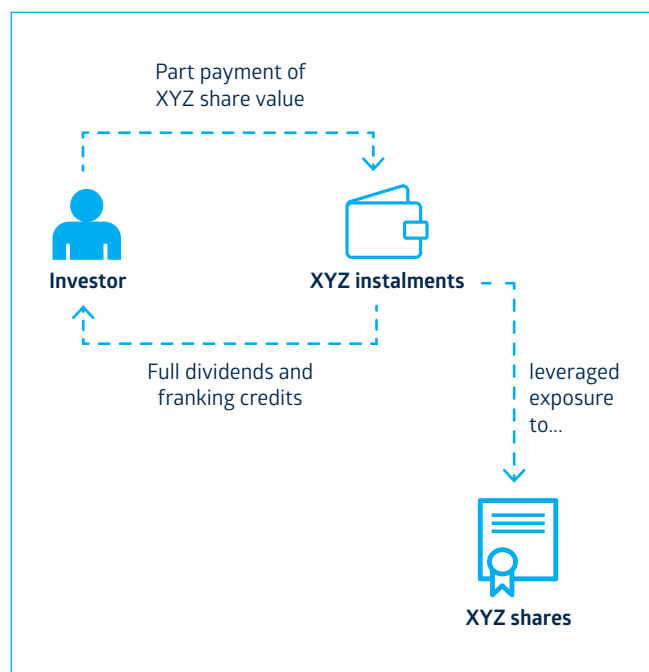 Part payment of
XYZ share value
Investor
XYZ instalments
Full dividends and
franking credits
leveraged
exposure
to...
XYZ shares